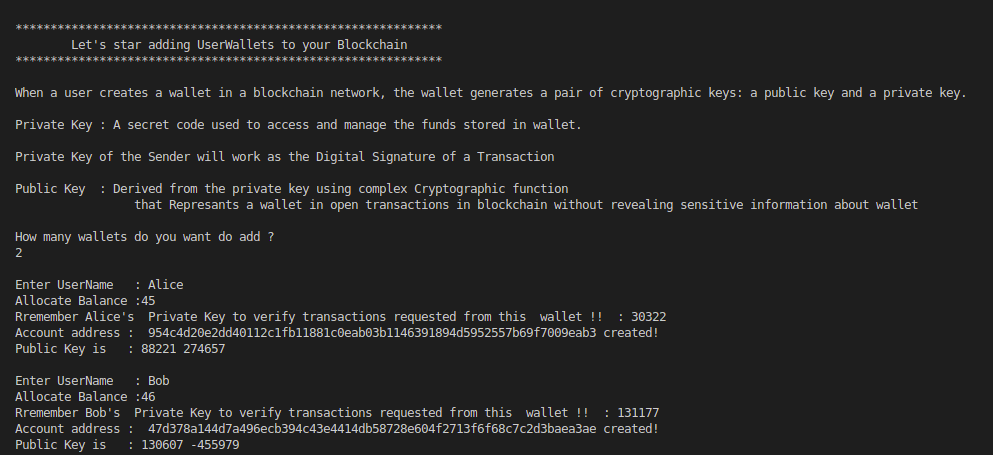 *************************************************************
Let's star adding UserWallets to your Blockchain
*************************************************************
When a user creates a wallet in a blockchain network, the wallet generates a pair of cryptographic keys: a public key and a private key.
Private Key : A secret code used to access and manage the funds stored in wallet.
Private Key of the Sender will work as the Digital Signature of a Transaction
Public Key  : Derived from the private key using complex Cryptographic function
that Represants a wallet in open transactions in blockchain without revealing sensitive information about wallet
How many wallets do you want do add ?
2
Enter UserName   : Alice
Allocate Balance :45
Rremember Alice's  Private Key to verify transactions requested from this  wallet !!  : 30322
Account address :  954c4d20e2dd40112c1fb11881c0eab03b1146391894d5952557b69f7009eab3 created!
Public Key is   : 88221 274657
Enter UserName   : Bob
Allocate Balance :46
Rremember Bob's  Private Key to verify transactions requested from this  wallet !!  : 131177
Account address :  47d378a144d7a496ecb394c43e4414db58728e604f2713f6f68c7c2d3baea3ae created!
Public Key is   : 130607 -455979